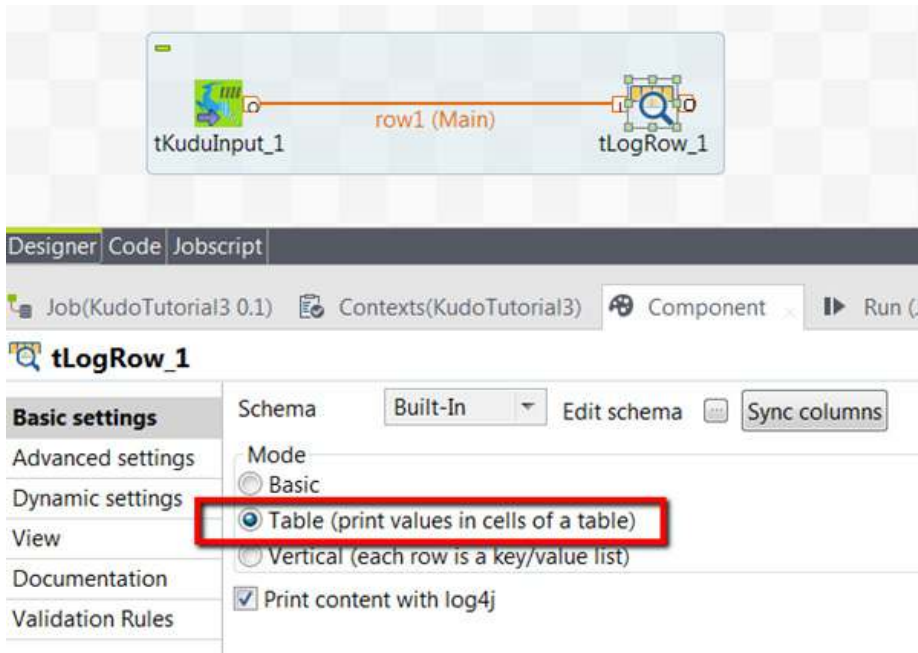 row1 (Main)
tKuduInput_1
tLogRow_1
Designer Code Jobscript
Job(KudoTutorial3 0.1) Contexts(KudoTutorial3) Component Run (
tLogRow_1
Basic settings
Advanced settings
Dynamic settings
View
Documentation
Validation Rules
Schema Built-In Edit schema ... Sync columns
Mode
Basic
Table (print values in cells of a table)
Vertical (each row is a key/value list)
Print content with log4j